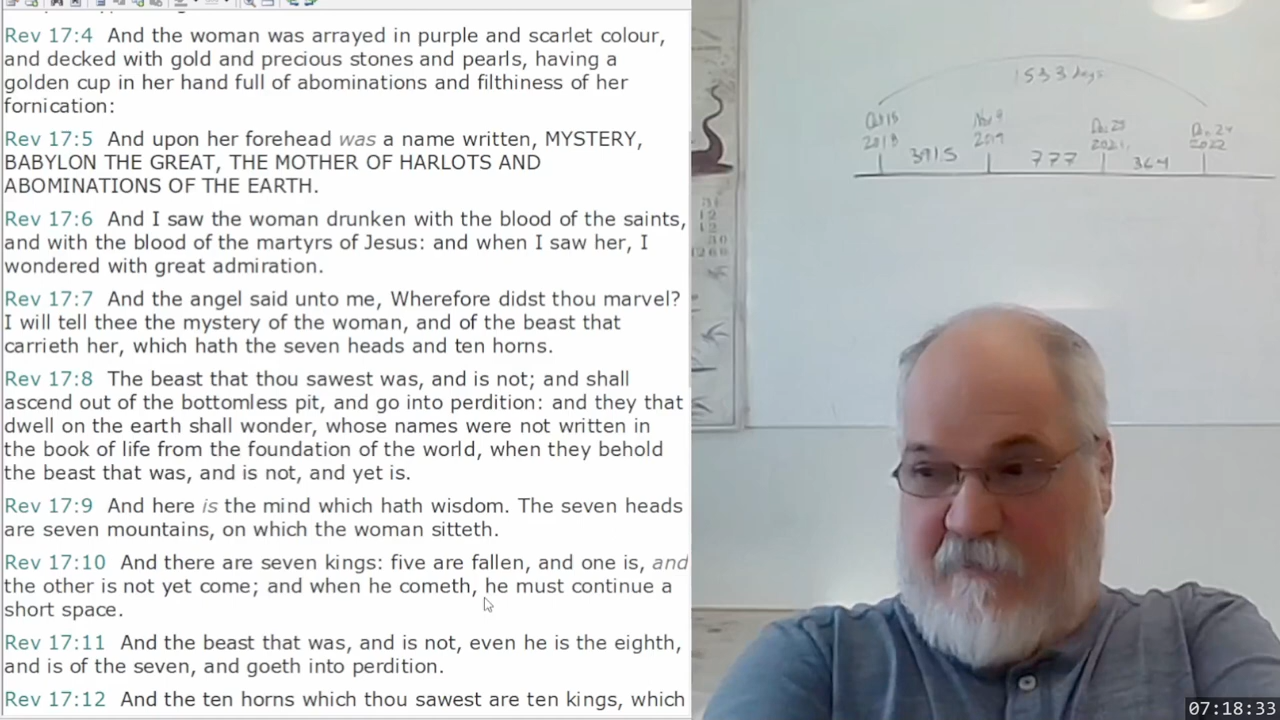 Rev 17:4 And the woman was arrayed in purple and scarlet colour,
and decked with gold and precious stones and pearls, having a
golden cup in her hand full of abominations and filthiness of her
fornication:
Rev 17:5 And upon her forehead was a name written, MYSTERY,
BABYLON THE GREAT, THE MOTHER OF HARLOTS AND
ABOMINATIONS OF THE EARTH.
Rev 17:6 And I saw the woman drunken with the blood of the saints,
and with the blood of the martyrs of Jesus: and when I saw her, I
wondered with great admiration.
Rev 17:7 And the angel said unto me, Wherefore didst thou marvel?
I will tell thee the mystery of the woman, and of the beast that
carrieth her, which hath the seven heads and ten horns.
Rev 17:8 The beast that thou sawest was, and is not; and shall
ascend out of the bottomless pit, and go into perdition: and they that
dwell on the earth shall wonder, whose names were not written in
the book of life from the foundation of the world, when they behold
the beast that was, and is not, and yet is.
Rev 17:9 And here is the mind which hath wisdom. The seven heads
are seven mountains, on which the woman sitteth.
Rev 17:10 And there are seven kings: five are fallen, and one is, and
the other is not yet come; and when he cometh, he must continue a
short space.
Rev 17:11 And the beast that was, and is not, even he is the eighth,
and is of the seven, and goeth into perdition.
Rev 17:12 And the ten horns which thou sawest are ten kings, which
1533 days
Nov 9
2018 2019 2021 2022
777 364
12
30
07:18:33